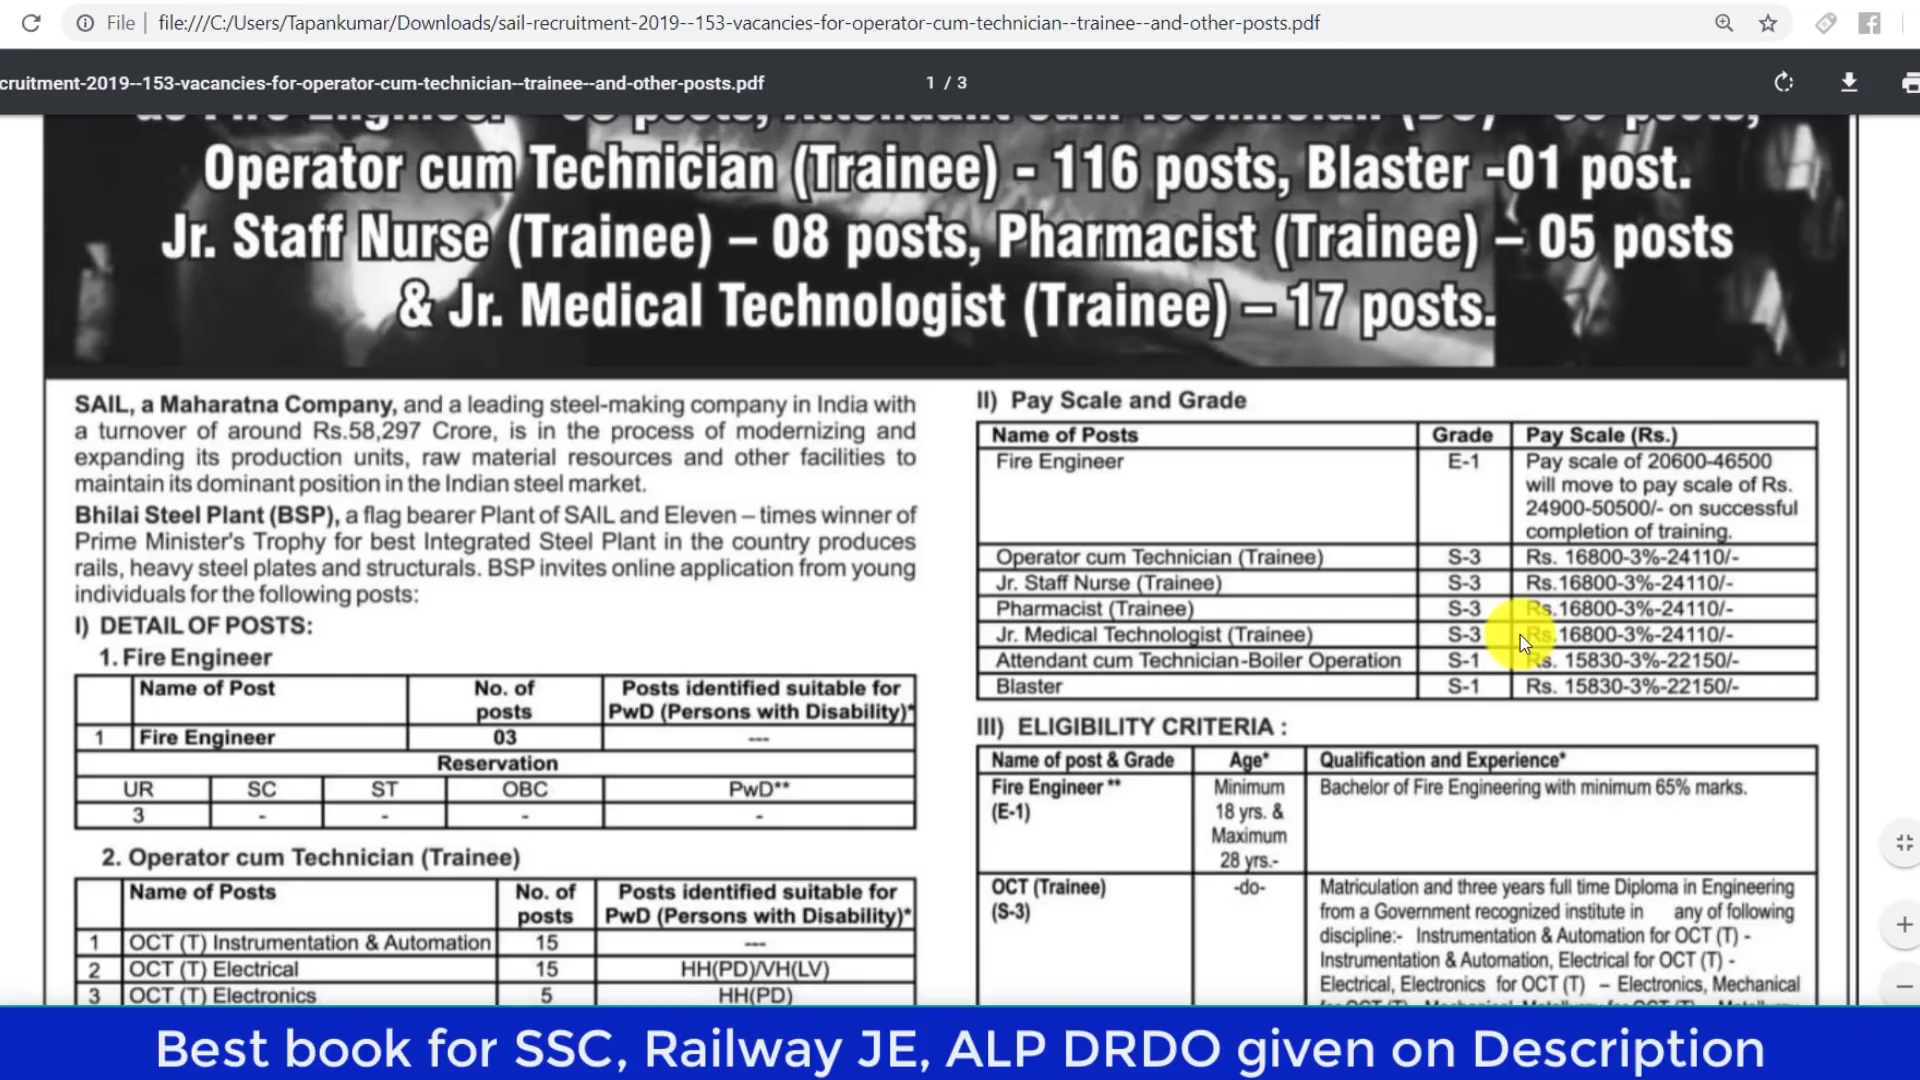 File | file:///C:/Users/Tapankumar/Downloads/sail-recruitment-2019--153-vacancies-for-operator-cum-technician--trainee--and-other-posts.pdf
cruitment-2019--153-vacancies-for-operator-cum-technician--trainee--and-other-posts.pdf
1 / 3
Operator cum Technician (Trainee) - 116 posts, Blaster -01 post.
Jr. Staff Nurse (Trainee) – 08 posts, Pharmacist (Trainee) – 05 posts
& Jr. Medical Technologist (Trainee) – 17 posts.
SAIL, a Maharatna Company, and a leading steel-making company in India with
a turnover of around Rs.58,297 Crore, is in the process of modernizing and
expanding its production units, raw material resources and other facilities to
maintain its dominant position in the Indian steel market.
Bhilai Steel Plant (BSP), a flag bearer Plant of SAIL and Eleven – times winner of
Prime Minister's Trophy for best Integrated Steel Plant in the country produces
rails, heavy steel plates and structurals. BSP invites online application from young
individuals for the following posts:
I) DETAIL OF POSTS:
1. Fire Engineer
Name of Post No. of posts Posts identified suitable for PwD (Persons with Disability)*
1 Fire Engineer 03 ---
Reservation
UR SC ST OBC PwD**
3 - - - -
2. Operator cum Technician (Trainee)
Name of Posts No. of posts Posts identified suitable for PwD (Persons with Disability)*
1 OCT (T) Instrumentation & Automation 15 ---
2 OCT (T) Electrical 15 HH(PD)/VH(LV)
3 OCT (T) Electronics 5 HH(PD)
II) Pay Scale and Grade
Name of Posts Grade Pay Scale (Rs.)
Fire Engineer E-1 Pay scale of 20600-46500
will move to pay scale of Rs.
24900-50500/- on successful
completion of training.
Operator cum Technician (Trainee) S-3 Rs. 16800-3%-24110/-
Jr. Staff Nurse (Trainee) S-3 Rs.16800-3%-24110/-
Pharmacist (Trainee) S-3 Rs.16800-3%-24110/-
Jr. Medical Technologist (Trainee) S-3 Rs.16800-3%-24110/-
Attendant cum Technician-Boiler Operation S-1 Rs. 15830-3%-22150/-
Blaster S-1 Rs. 15830-3%-22150/-
III) ELIGIBILITY CRITERIA :
Name of post & Grade Age* Qualification and Experience*
Fire Engineer ** (E-1) Minimum 18 yrs. & Maximum 28 yrs.- Bachelor of Fire Engineering with minimum 65% marks.
OCT (Trainee) (S-3) -do- Matriculation and three years full time Diploma in Engineering
from a Government recognized institute in any of following
discipline:- Instrumentation & Automation for OCT (T) -
Instrumentation & Automation, Electrical for OCT (T) -
Electrical, Electronics for OCT (T) – Electronics, Mechanical
Best book for SSC, Railway JE, ALP DRDO given on Description